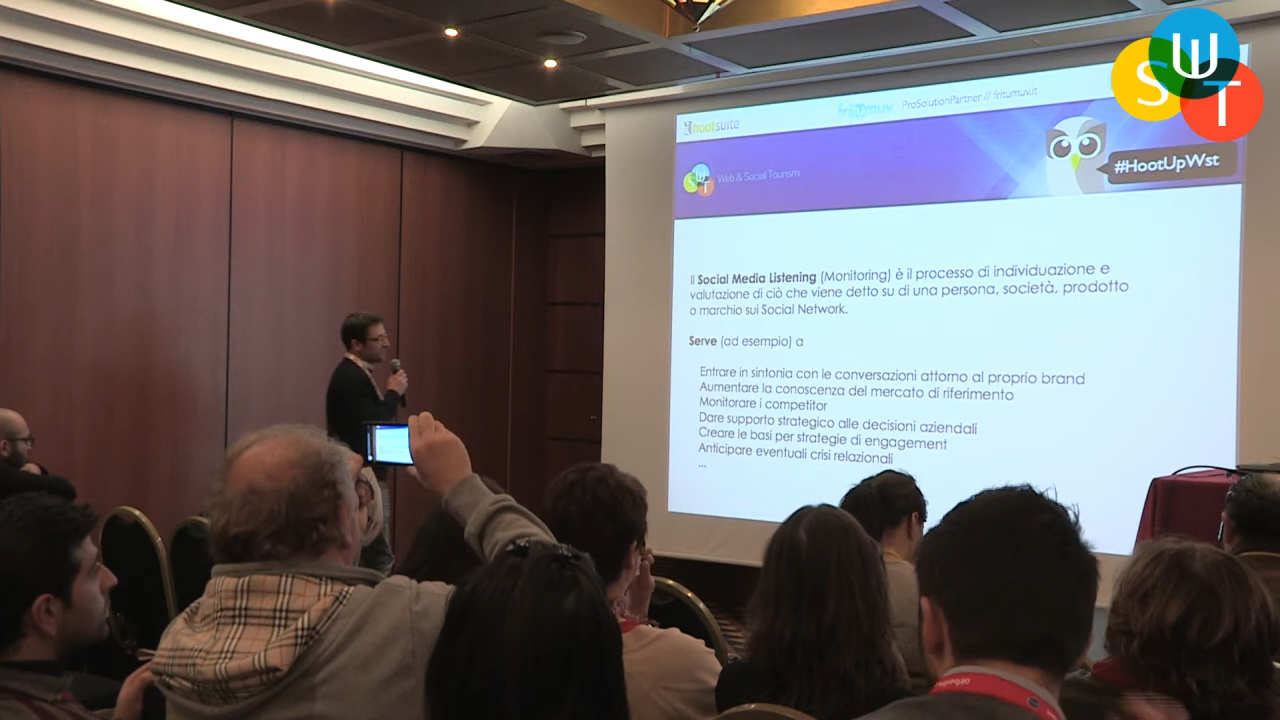 SWT
hootsuite
fritumuv
ProSolutionPartner // fritumuv.it
SWT
Web & Social Tourism
#HootUpWst
Il Social Media Listening (Monitoring) è il processo di individuazione e
valutazione di ciò che viene detto su di una persona, società, prodotto
o marchio sui Social Network.
Serve (ad esempio) a
Entrare in sintonia con le conversazioni attorno al proprio brand
Aumentare la conoscenza del mercato di riferimento
Monitorare i competitor
Dare supporto strategico alle decisioni aziendali
Creare le basi per strategie di engagement
Anticipare eventuali crisi relazionali
...